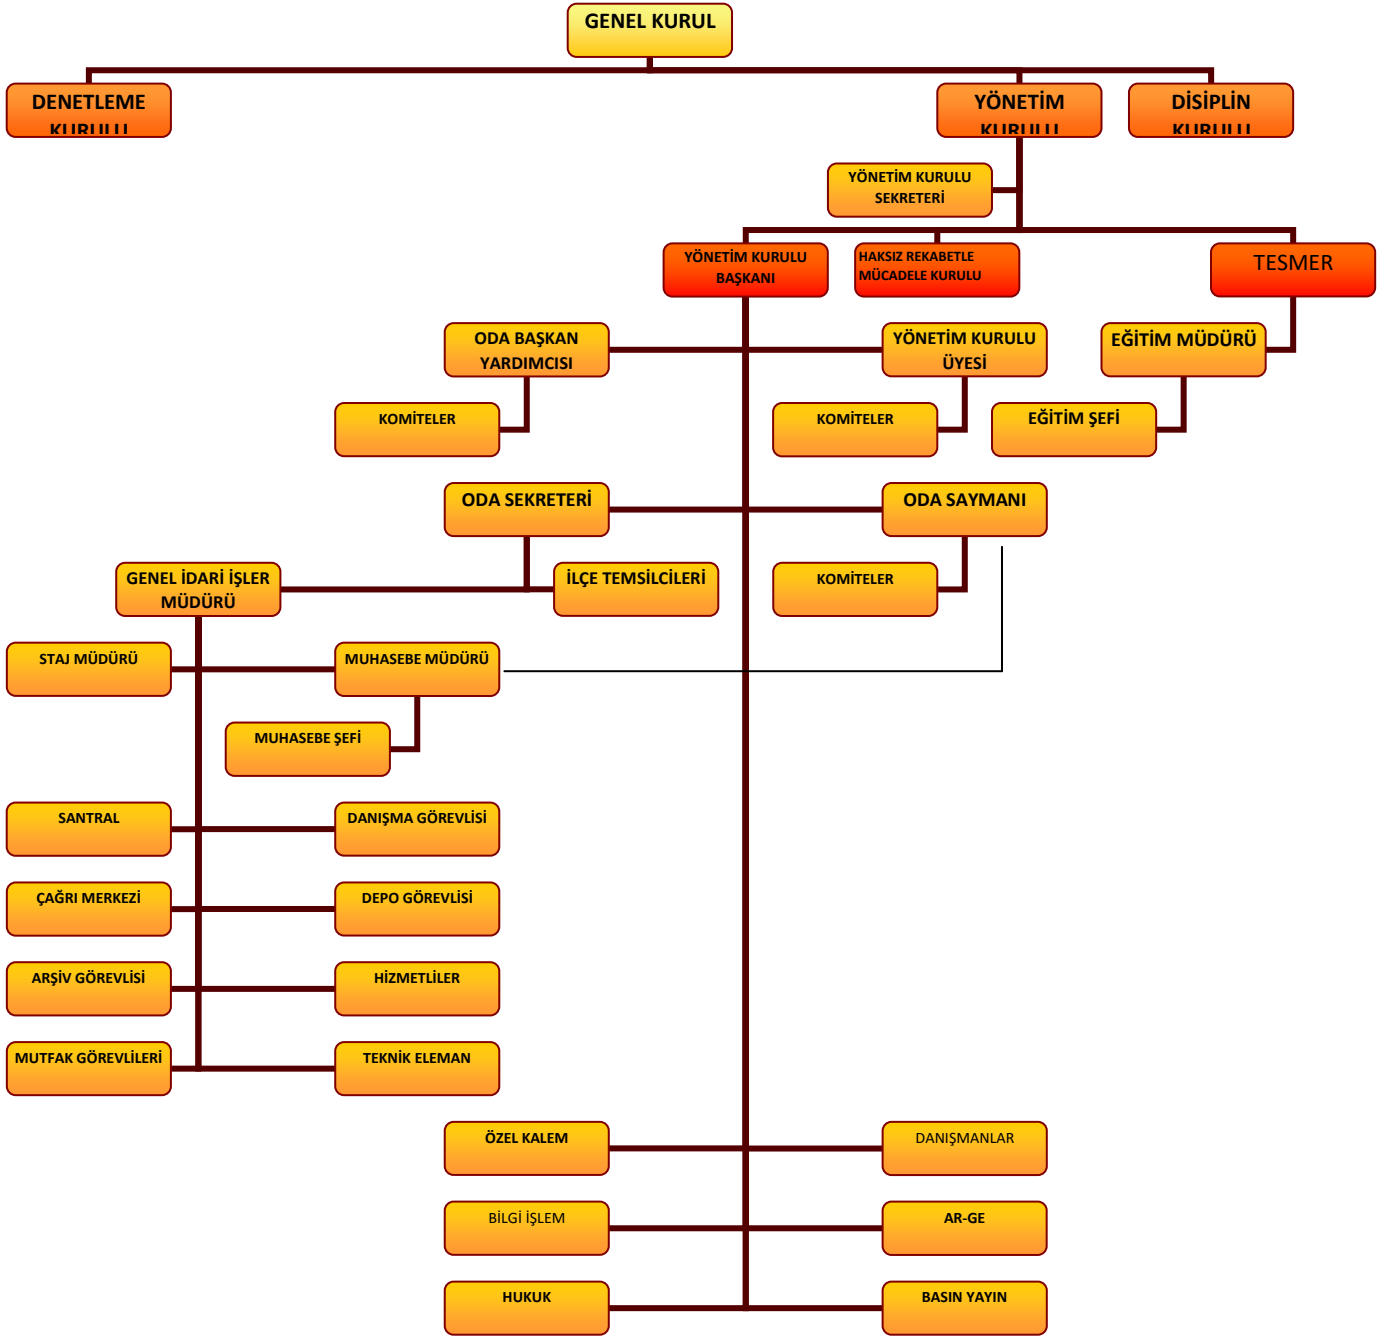 GENEL KURUL
DENETLEME
KURULU
YÖNETİM
KURULU
DİSİPLİN
KURULU
YÖNETİM KURULU
SEKRETERİ
YÖNETİM KURULU
BAŞKANI
HAKSIZ REKABETLE
MÜCADELE KURULU
TESMER
ODA BAŞKAN
YARDIMCISI
YÖNETİM KURULU
ÜYESİ
EĞİTİM MÜDÜRÜ
KOMİTELER
KOMİTELER
EĞİTİM ŞEFİ
ODA SEKRETERİ
ODA SAYMANI
GENEL İDARİ İŞLER
MÜDÜRÜ
İLÇE TEMSİLCİLERİ
KOMİTELER
STAJ MÜDÜRÜ
MUHASEBE MÜDÜRÜ
MUHASEBE ŞEFİ
SANTRAL
DANIŞMA GÖREVLİSİ
ÇAĞRI MERKEZİ
DEPO GÖREVLİSİ
ARŞİV GÖREVLİSİ
HİZMETLİLER
MUTFAK GÖREVLİLERİ
TEKNİK ELEMAN
ÖZEL KALEM
DANIŞMANLAR
BİLGİ İŞLEM
AR-GE
HUKUK
BASIN YAYIN